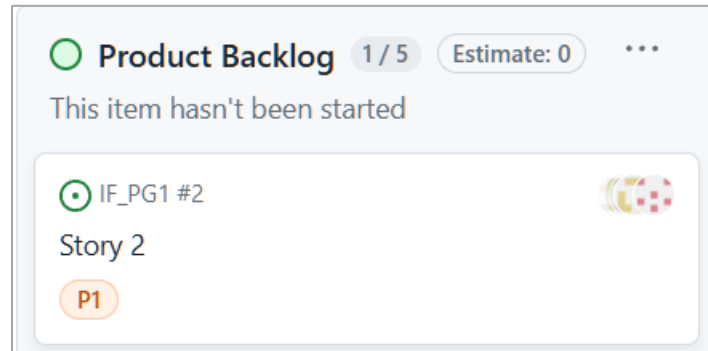 Product Backlog 1 / 5 Estimate: 0 ...
This item hasn't been started
IF_PG1 #2
Story 2
P1